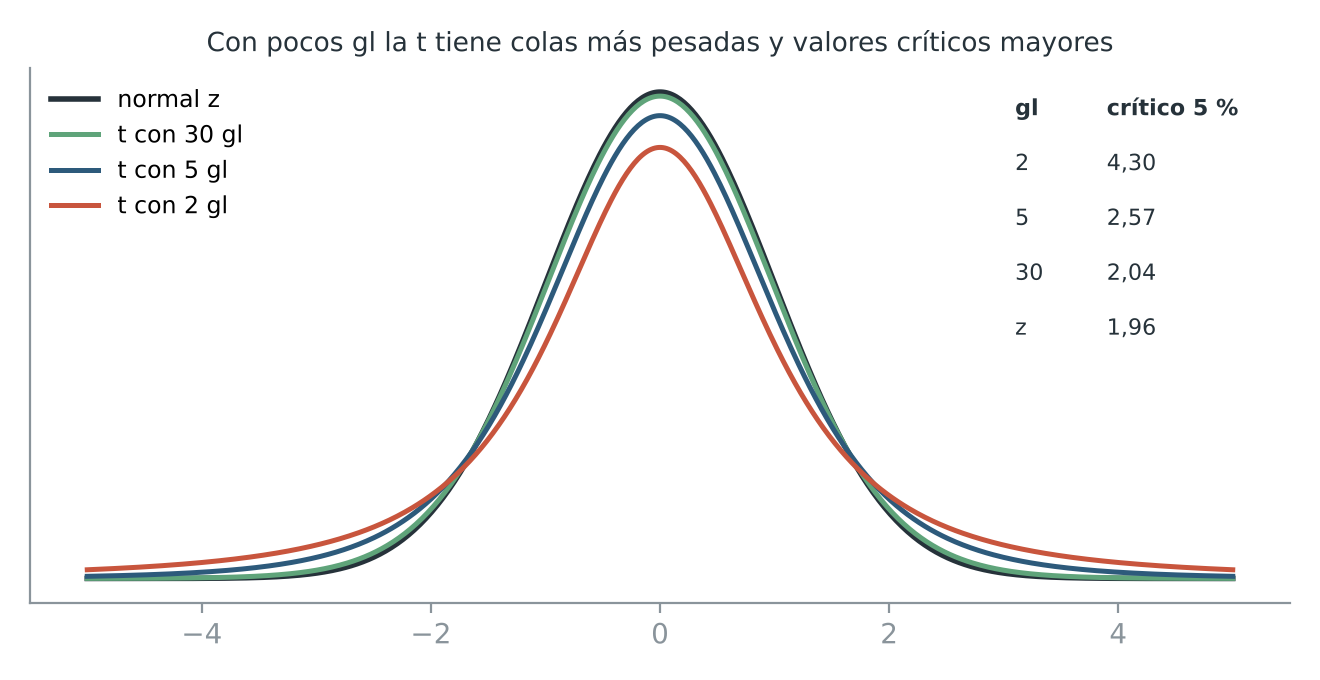 Con pocos gl la t tiene colas más pesadas y valores críticos mayores
normal z
t con 30 gl
t con 5 gl
t con 2 gl
gl crítico 5 %
2 4,30
5 2,57
30 2,04
z 1,96
−4 −2 0 2 4